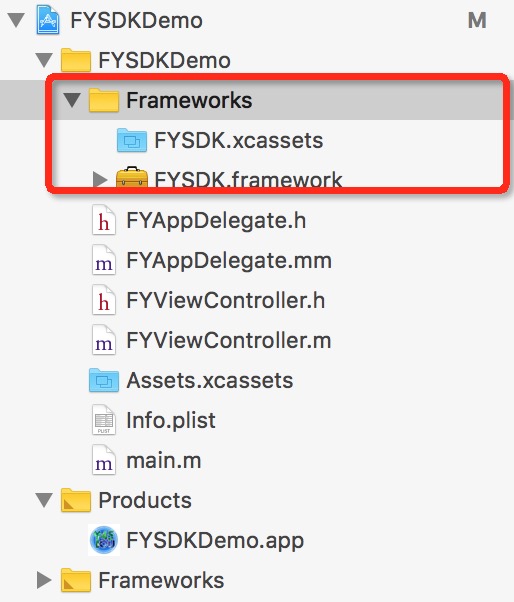 FYSDKDemo M
FYSDKDemo
Frameworks
FYSDK.xcassets
FYSDK.framework
h FYAppDelegate.h
m FYAppDelegate.mm
h FYViewController.h
m FYViewController.m
Assets.xcassets
PLIST Info.plist
m main.m
Products
FYSDKDemo.app
Frameworks